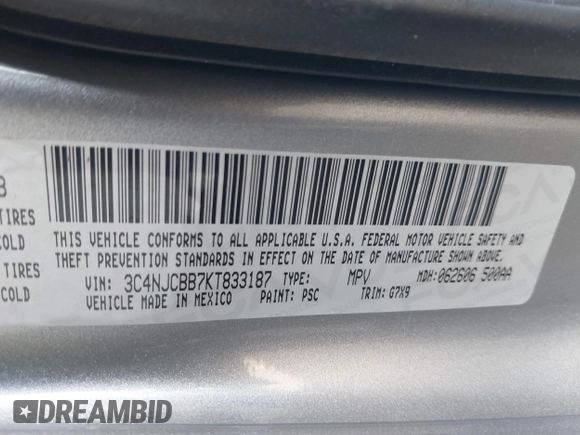 B
TIRES
COLD
TIRES
COLD
THIS VEHICLE CONFORMS TO ALL APPLICABLE U.S.A. FEDERAL MOTOR VEHICLE SAFETY AND
THEFT PREVENTION STANDARDS IN EFFECT ON THE DATE OF MANUFACTURE SHOWN ABOVE.
VIN: 3C4NJCBB7KT833187 TYPE: MPV MDH: 062606 500AA
VEHICLE MADE IN MEXICO PAINT: PSC TRIM: G7X9
DREAMBID